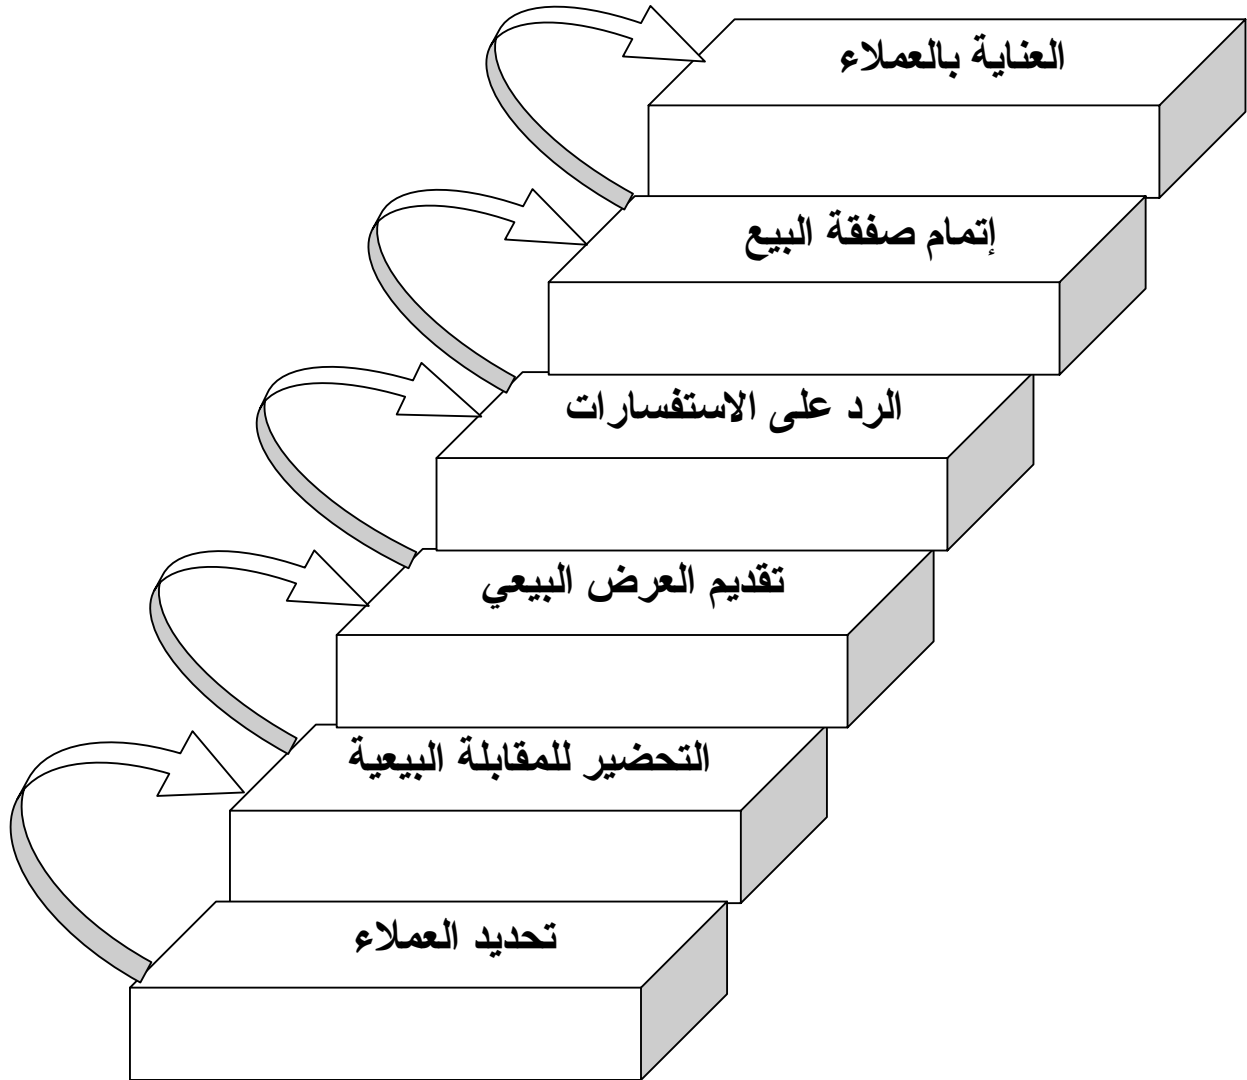 العناية بالعملاء
إتمام صفقة البيع
الرد على الاستفسارات
تقديم العرض البيعي
التحضير للمقابلة البيعية
تحديد العملاء